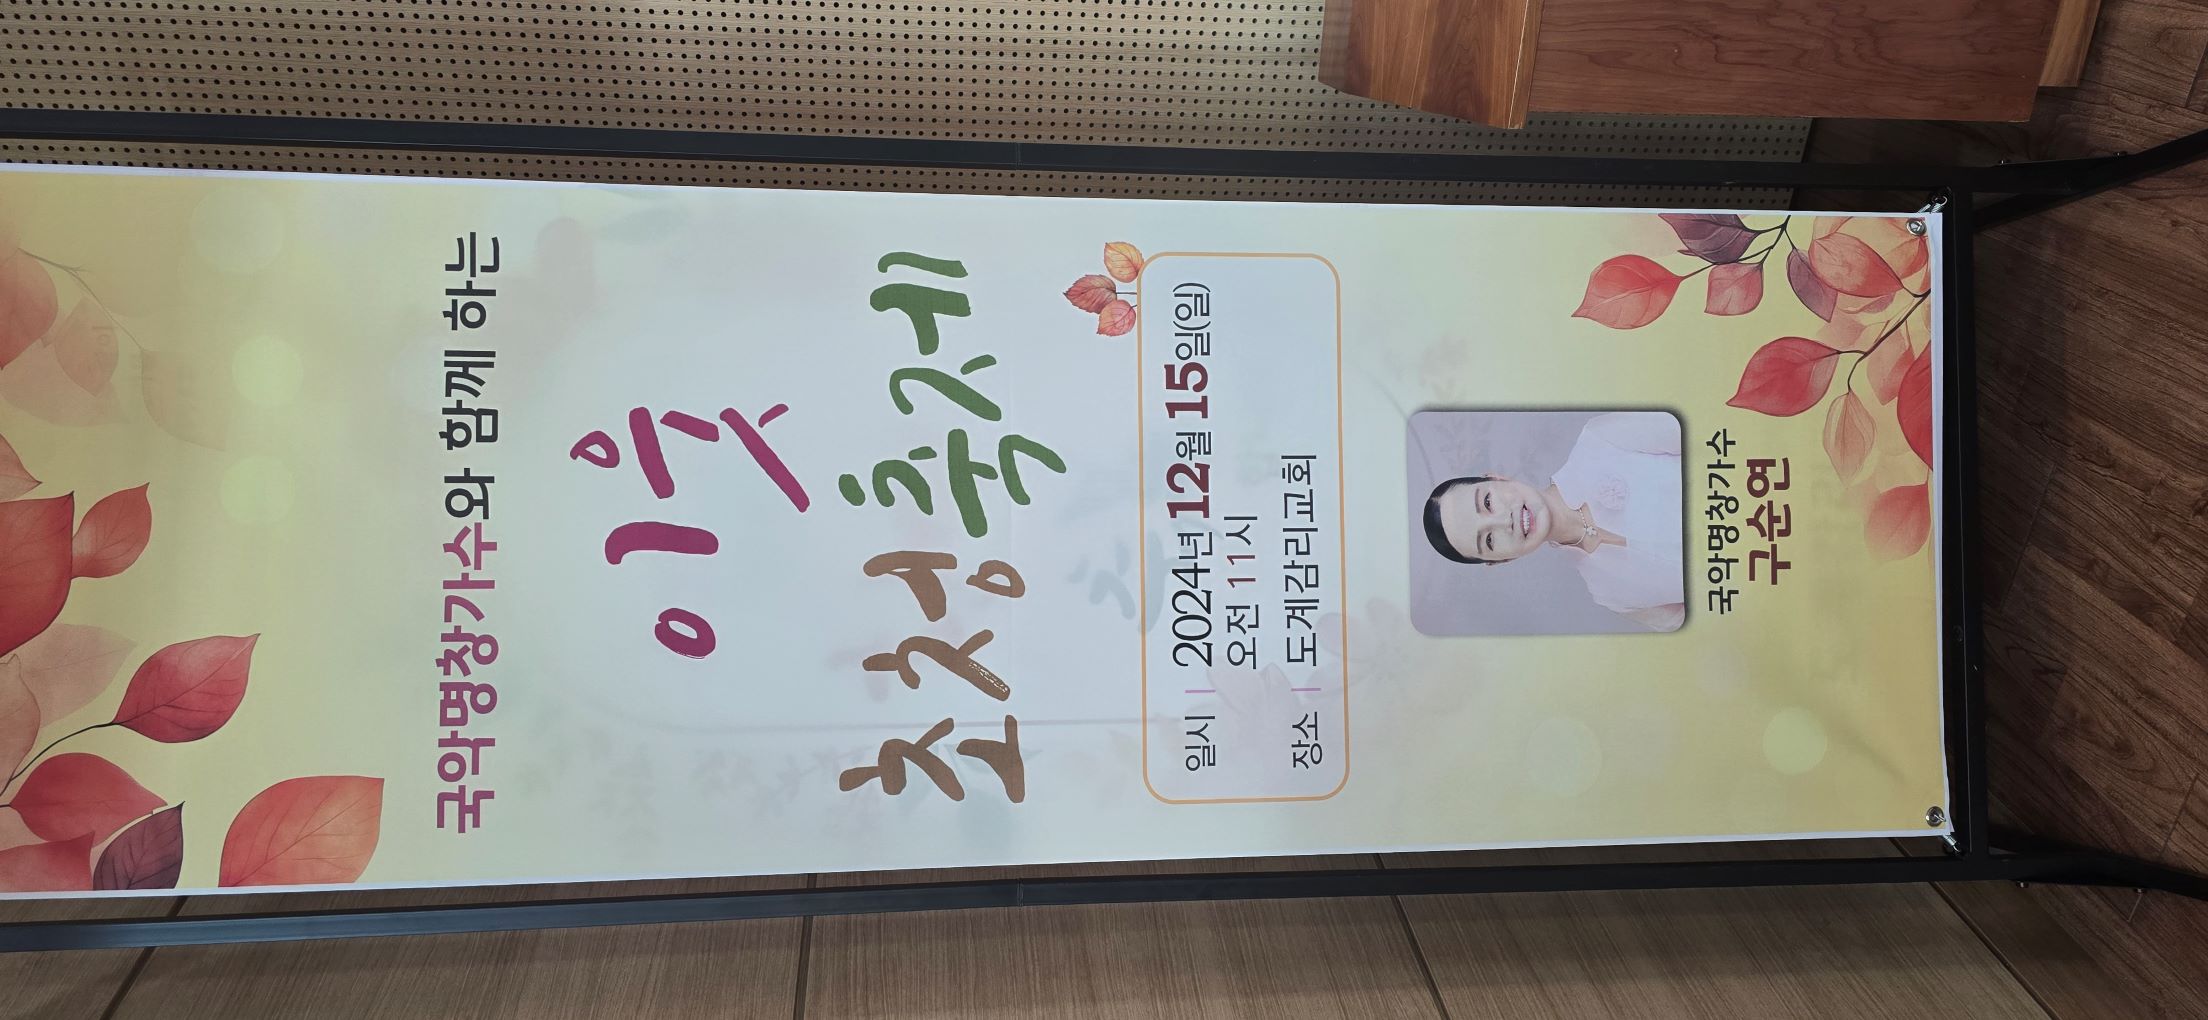 국악명창가수와 함께 하는
이웃
초청축제
일시 | 2024년 12월 15일(일)
오전 11시
장소 | 도계감리교회
국악명창가수
구순연